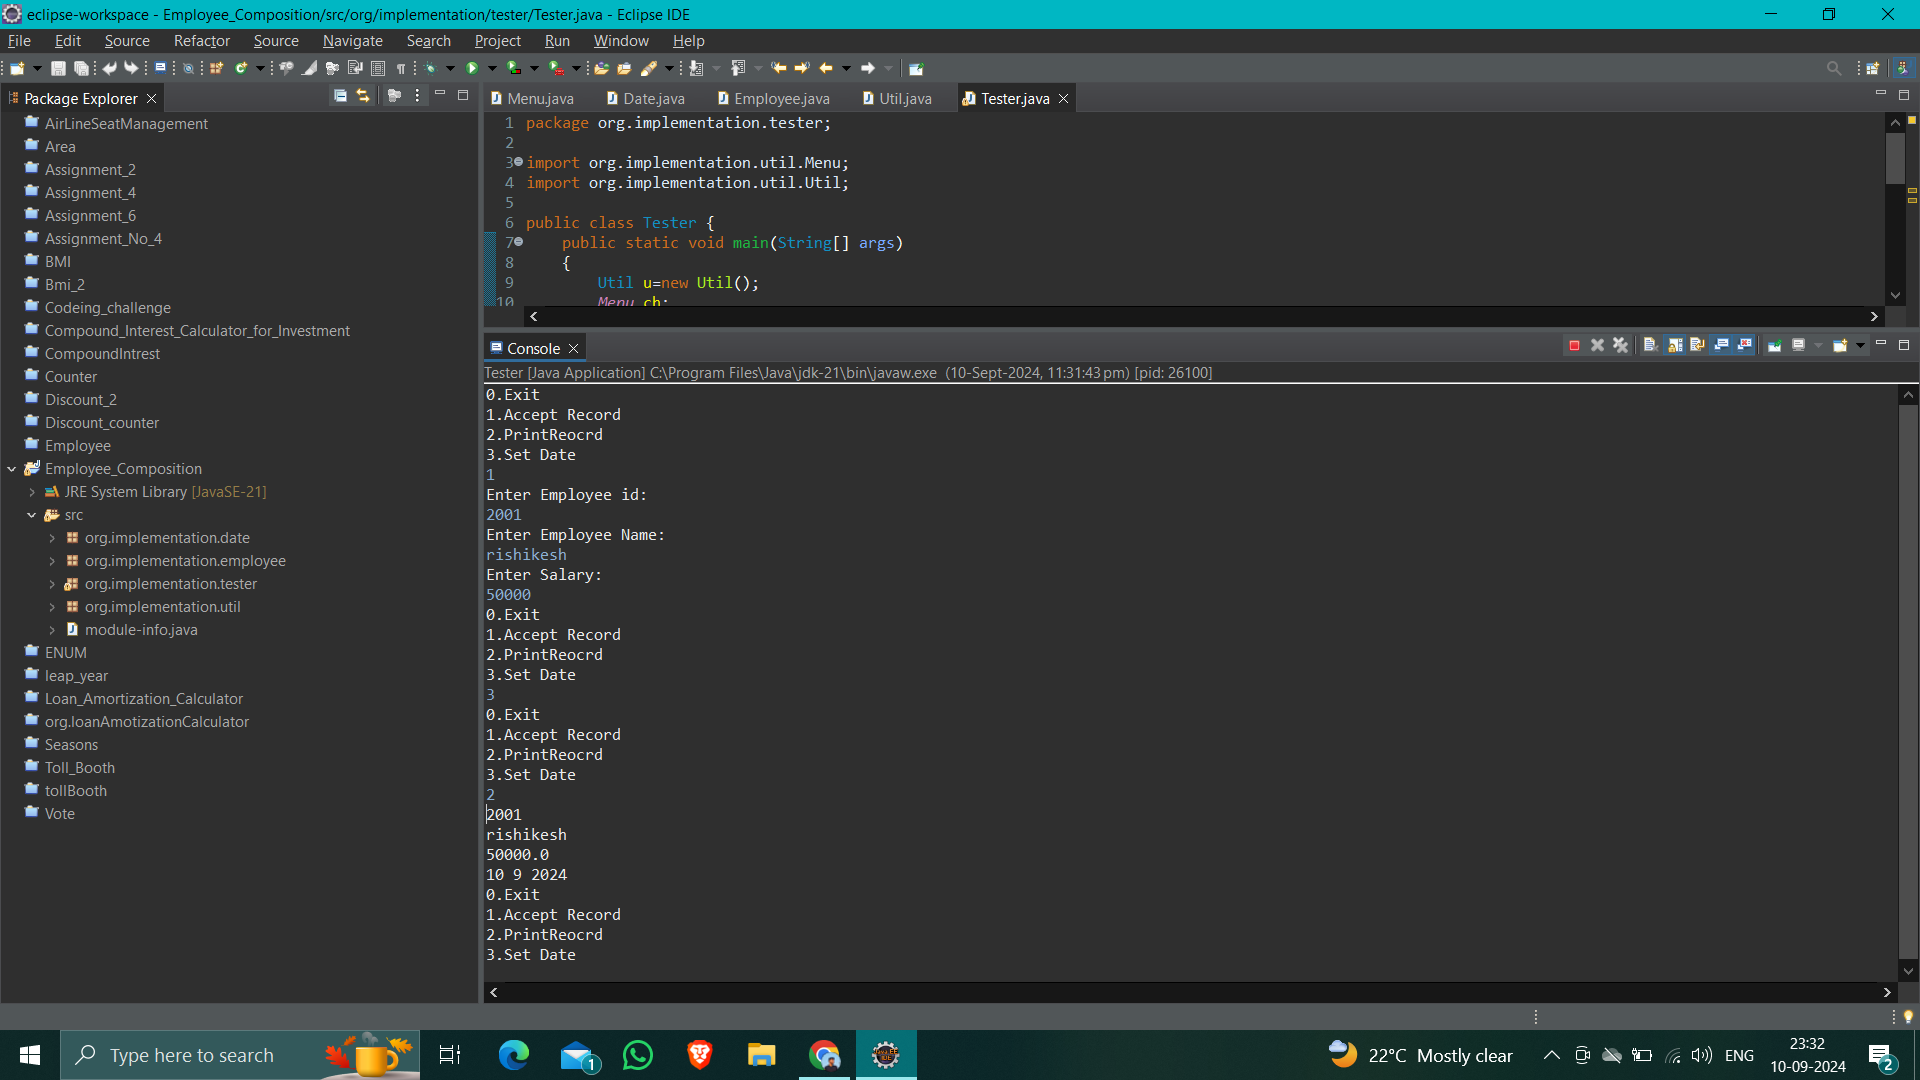 eclipse-workspace - Employee_Composition/src/org/implementation/tester/Tester.java - Eclipse IDE
File Edit Source Refactor Source Navigate Search Project Run Window Help
Package Explorer
AirLineSeatManagement
Area
Assignment_2
Assignment_4
Assignment_6
Assignment_No_4
BMI
Bmi_2
Codeing_challenge
Compound_Interest_Calculator_for_Investment
CompoundIntrest
Counter
Discount_2
Discount_counter
Employee
Employee_Composition
JRE System Library [JavaSE-21]
src
org.implementation.date
org.implementation.employee
org.implementation.tester
org.implementation.util
module-info.java
ENUM
leap_year
Loan_Amortization_Calculator
org.loanAmotizationCalculator
Seasons
Toll_Booth
tollBooth
Vote
Menu.java Date.java Employee.java Util.java Tester.java
1 package org.implementation.tester;
2
3 import org.implementation.util.Menu;
4 import org.implementation.util.Util;
5
6 public class Tester {
7 public static void main(String[] args)
8 {
9 Util u=new Util();
10 Menu ch;
Console
Tester [Java Application] C:\Program Files\Java\jdk-21\bin\javaw.exe (10-Sept-2024, 11:31:43 pm) [pid: 26100]
0.Exit
1.Accept Record
2.PrintReocrd
3.Set Date
1
Enter Employee id:
2001
Enter Employee Name:
rishikesh
Enter Salary:
50000
0.Exit
1.Accept Record
2.PrintReocrd
3.Set Date
3
0.Exit
1.Accept Record
2.PrintReocrd
3.Set Date
2
2001
rishikesh
50000.0
10 9 2024
0.Exit
1.Accept Record
2.PrintReocrd
3.Set Date
Type here to search
1
22°C Mostly clear
ENG
23:32
10-09-2024
2